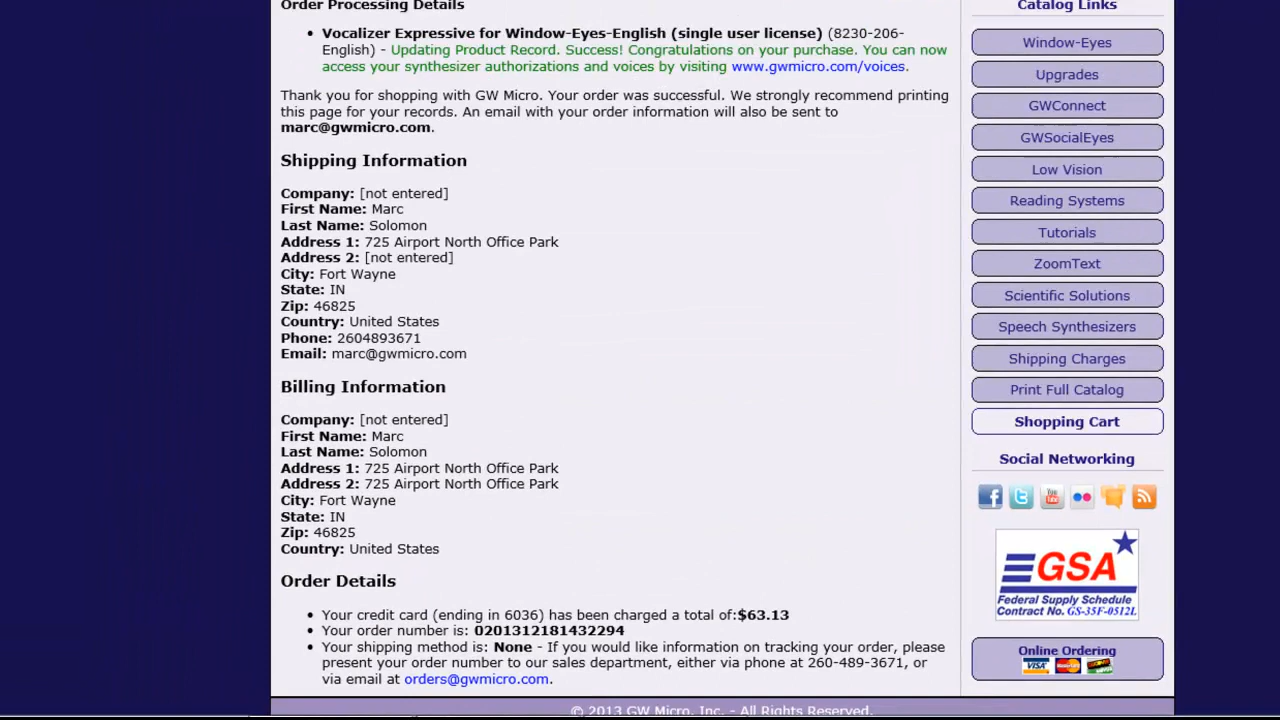 Order Processing Details
Vocalizer Expressive for Window-Eyes-English (single user license) (8230-206-
English) - Updating Product Record. Success! Congratulations on your purchase. You can now
access your synthesizer authorizations and voices by visiting www.gwmicro.com/voices.
Thank you for shopping with GW Micro. Your order was successful. We strongly recommend printing
this page for your records. An email with your order information will also be sent to
marc@gwmicro.com.
Shipping Information
Company: [not entered]
First Name: Marc
Last Name: Solomon
Address 1: 725 Airport North Office Park
Address 2: [not entered]
City: Fort Wayne
State: IN
Zip: 46825
Country: United States
Phone: 2604893671
Email: marc@gwmicro.com
Billing Information
Company: [not entered]
First Name: Marc
Last Name: Solomon
Address 1: 725 Airport North Office Park
Address 2: 725 Airport North Office Park
City: Fort Wayne
State: IN
Zip: 46825
Country: United States
Order Details
Your credit card (ending in 6036) has been charged a total of:$63.13
Your order number is: 0201312181432294
Your shipping method is: None - If you would like information on tracking your order, please
present your order number to our sales department, either via phone at 260-489-3671, or
via email at orders@gwmicro.com.
Catalog Links
Window-Eyes
Upgrades
GWConnect
GWSocialEyes
Low Vision
Reading Systems
Tutorials
ZoomText
Scientific Solutions
Speech Synthesizers
Shipping Charges
Print Full Catalog
Shopping Cart
Social Networking
You Tube
GSA
Federal Supply Schedule
Contract No. GS-35F-0512L
Online Ordering
VISA MasterCard
© 2013 GW Micro, Inc. - All Rights Reserved.